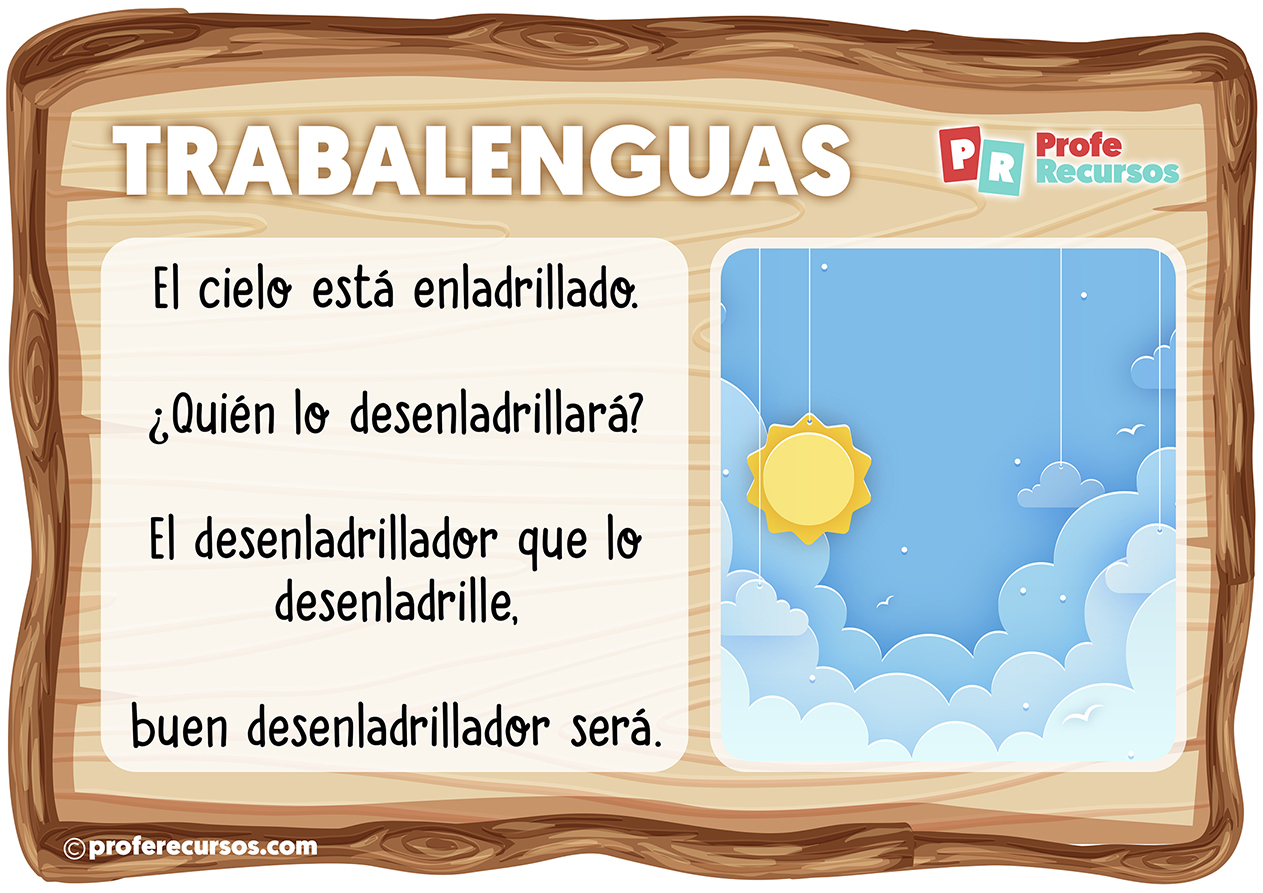 TRABALENGUAS
PR Profe
Recursos
El cielo está enladrillado.
¿Quién lo desenladrillará?
El desenladrillador que lo
desenladrille,
buen desenladrillador será.
©proferecursos.com